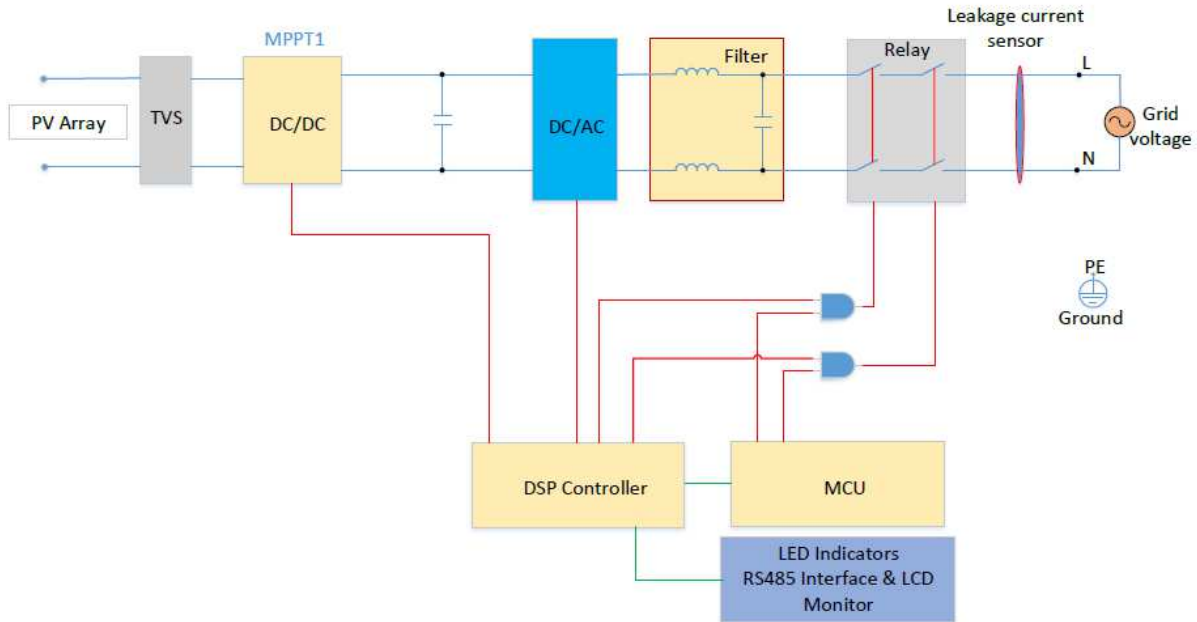 Leakage current
sensor
MPPT1
Filter
Relay
L
PV Array
TVS
DC/DC
DC/AC
Grid
voltage
N
PE
Ground
DSP Controller
MCU
LED Indicators
RS485 Interface & LCD
Monitor